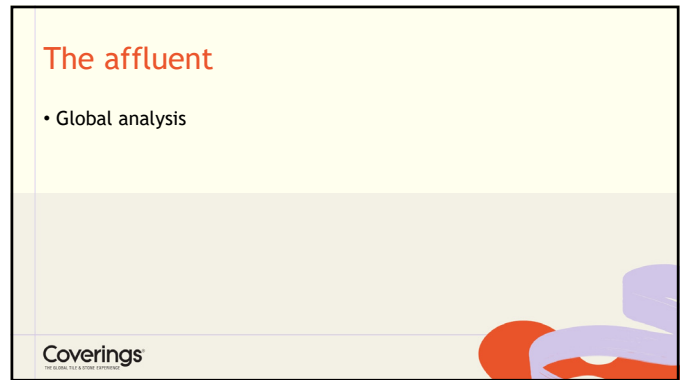 The affluent
• Global analysis
Coverings®
THE GLOBAL TILE & STONE EXPERIENCE